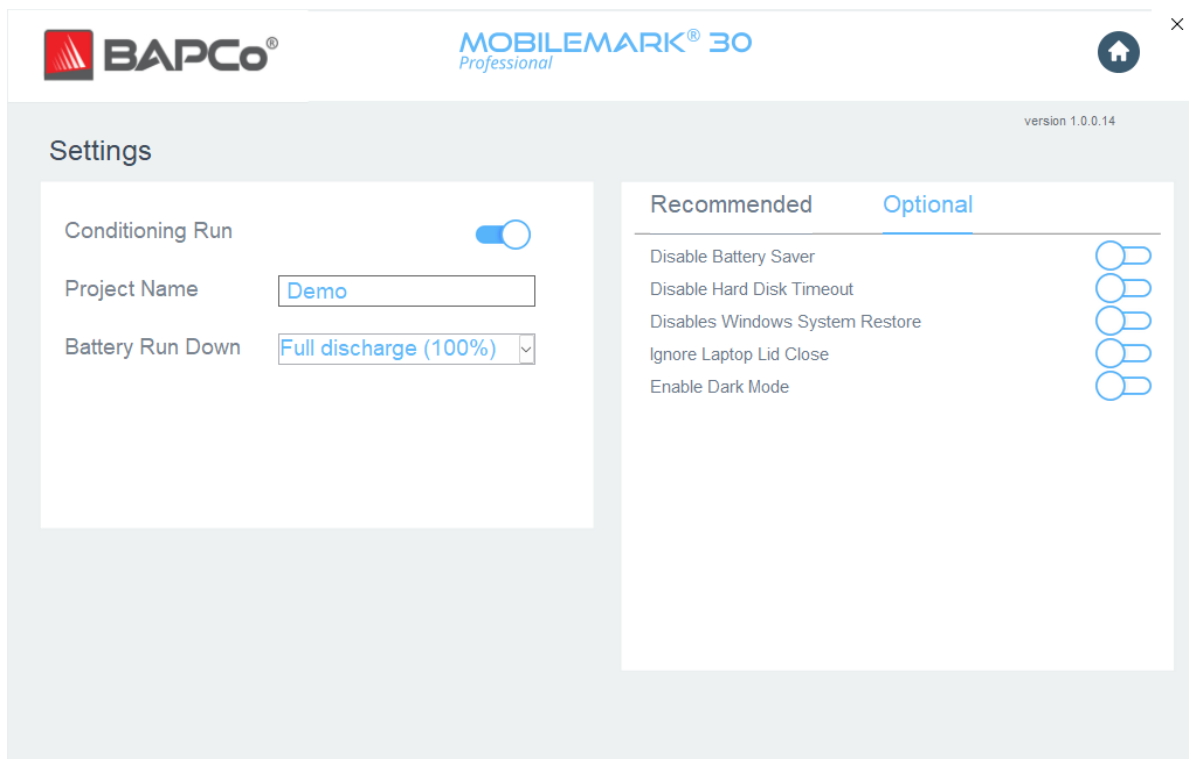 BAPCo®
MOBILEMARK® 30
Professional
version 1.0.0.14
Settings
Conditioning Run
Project Name
Demo
Battery Run Down
Full discharge (100%)
Recommended
Optional
Disable Battery Saver
Disable Hard Disk Timeout
Disables Windows System Restore
Ignore Laptop Lid Close
Enable Dark Mode